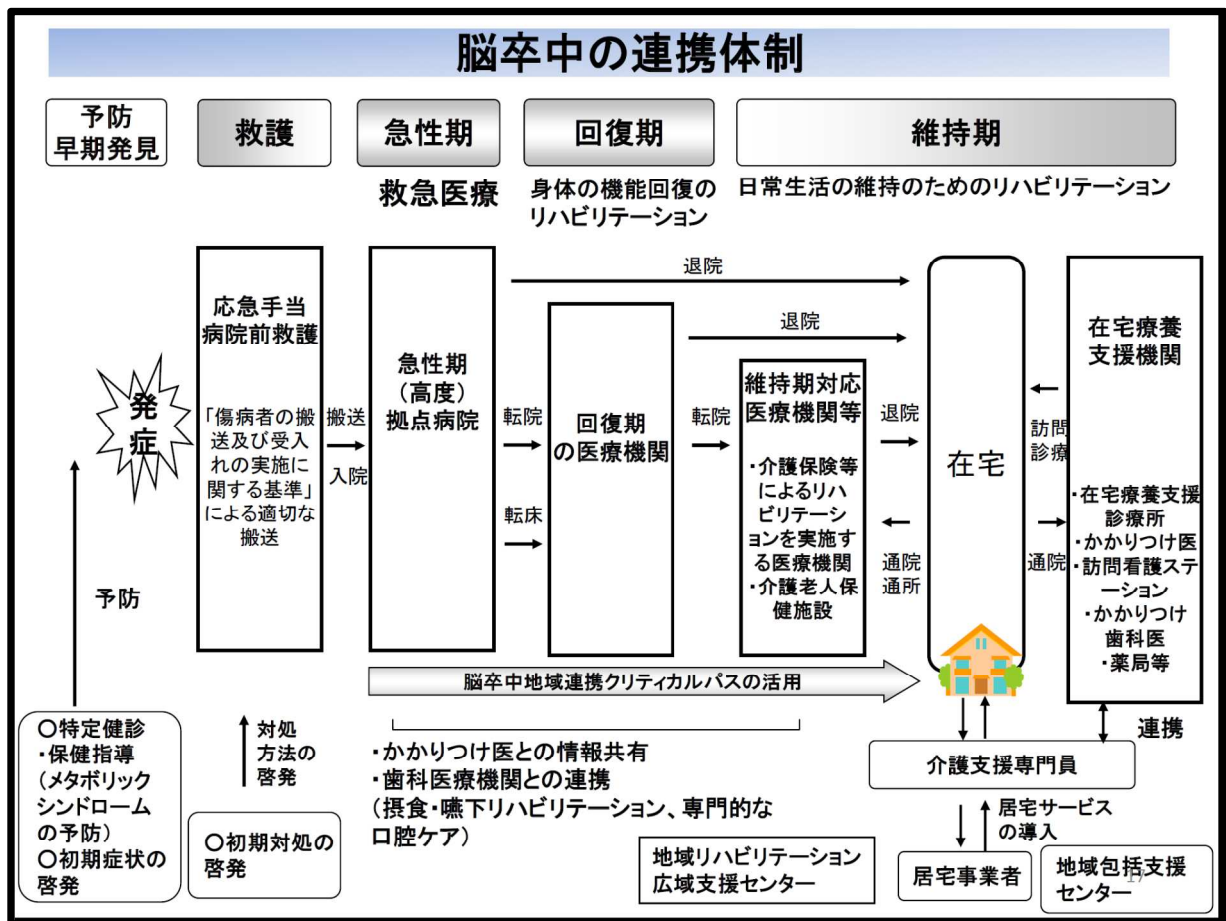 脳卒中の連携体制
予防
早期発見
救護
急性期
回復期
維持期
救急医療
身体の機能回復の
リハビリテーション
日常生活の維持のためのリハビリテーション
発症
予防
応急手当
病院前救護
「傷病者の搬
送及び受入
れの実施に
関する基準」
による適切な
搬送
搬送
入院
急性期
(高度)
拠点病院
転院
転床
回復期
の医療機関
退院
退院
転院
維持期対応
医療機関等
・介護保険等
によるリハ
ビリテーシ
ョンを実施す
る医療機関
・介護老人保
健施設
退院
通院
通所
在宅
訪問
診療
通院
在宅療養
支援機関
・在宅療養支援
診療所
・かかりつけ医
・訪問看護ステ
ーション
・かかりつけ
歯科医
・薬局等
脳卒中地域連携クリティカルパスの活用
○特定健診
・保健指導
(メタボリック
シンドローム
の予防)
○初期症状の
啓発
対処
方法の
啓発
○初期対処の
啓発
・かかりつけ医との情報共有
・歯科医療機関との連携
(摂食・嚥下リハビリテーション、専門的な
口腔ケア)
連携
介護支援専門員
居宅サービス
の導入
地域リハビリテーション
広域支援センター
居宅事業者
地域包括支援
センター
17